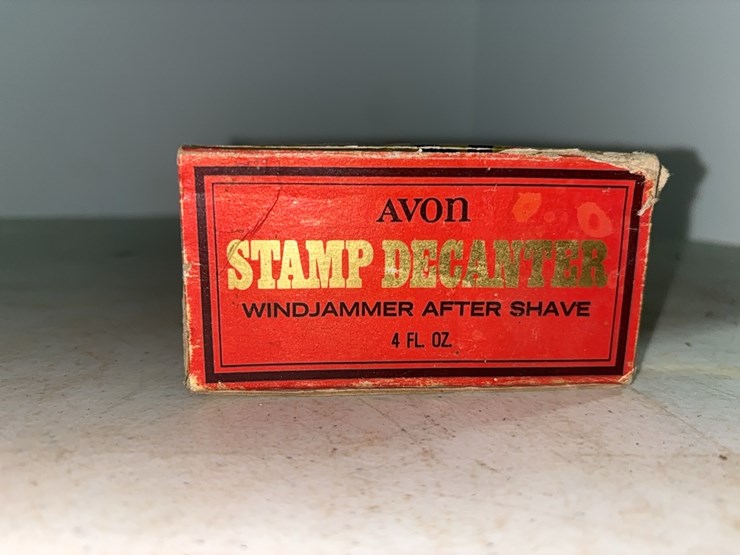 AVON
STAMP DECANTER
WINDJAMMER AFTER SHAVE
4 FL. OZ.